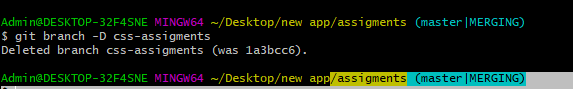 Admin@DESKTOP-32F4SNE MINGW64 ~/Desktop/new app/assigments (master|MERGING)
$ git branch -D css-assigments
Deleted branch css-assigments (was 1a3bcc6).
Admin@DESKTOP-32F4SNE MINGW64 ~/Desktop/new app/assigments (master|MERGING)